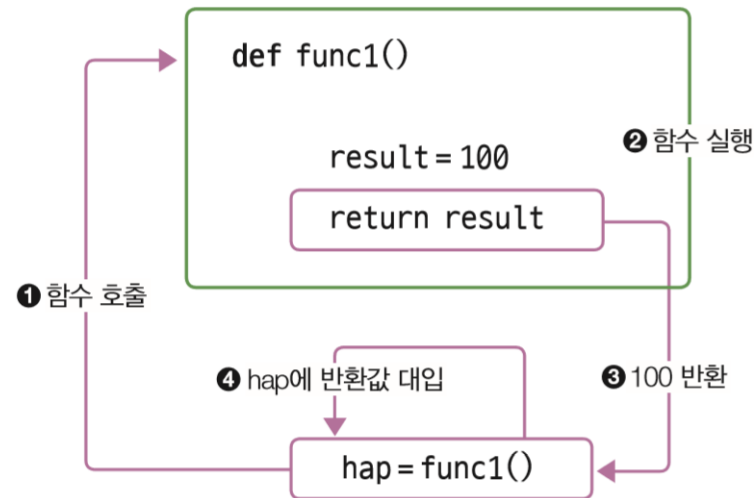 def func1()
❷ 함수 실행
result = 100
return result
❶ 함수 호출
❹ hap에 반환값 대입
❸ 100 반환
hap = func1()